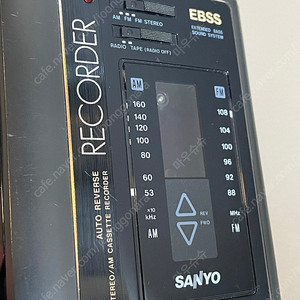 EBSS
EXTENDED BASS
SOUND SYSTEM
AM FM FM STEREO
RADIO TAPE (RADIO OFF)
RECORDER
AUTO-REVERSE
STEREO/AM CASSETTE RECORDER
AM
FM
160
140
120
100
80
60
53
×10
kHz
AM
108
104
100
96
92
88
MHz
FM
REV
FWD
SANYO